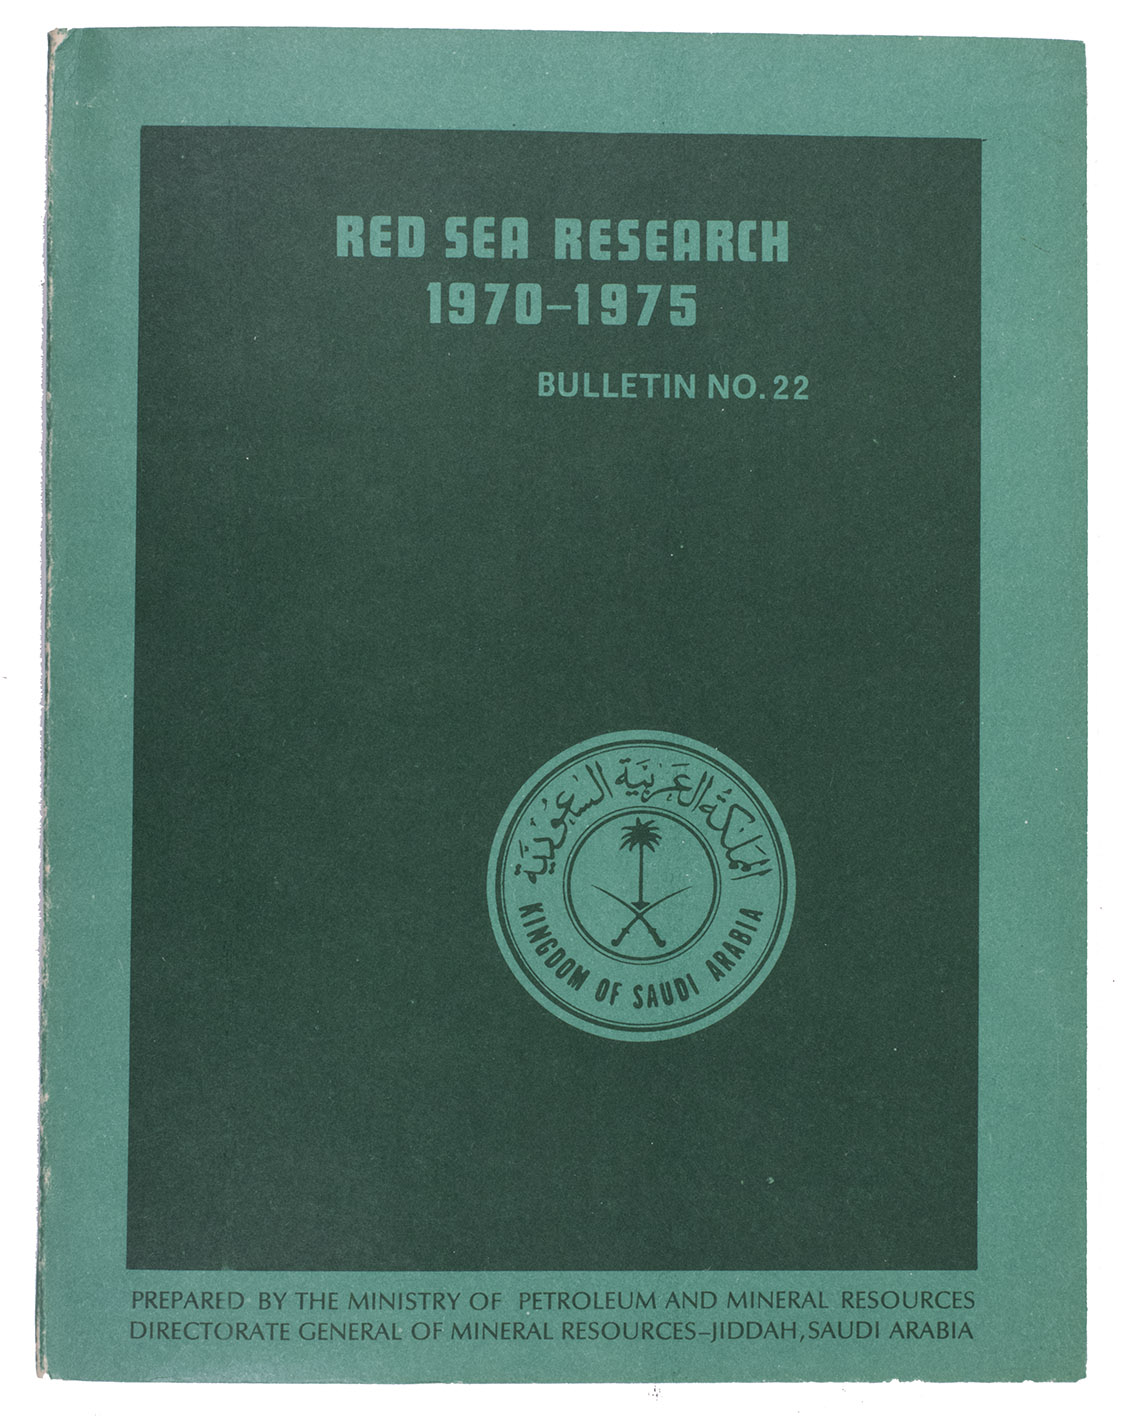 RED SEA RESEARCH
1970–1975
BULLETIN NO. 22
المملكة العربية السعودية
KINGDOM OF SAUDI ARABIA
PREPARED BY THE MINISTRY OF PETROLEUM AND MINERAL RESOURCES
DIRECTORATE GENERAL OF MINERAL RESOURCES–JIDDAH, SAUDI ARABIA